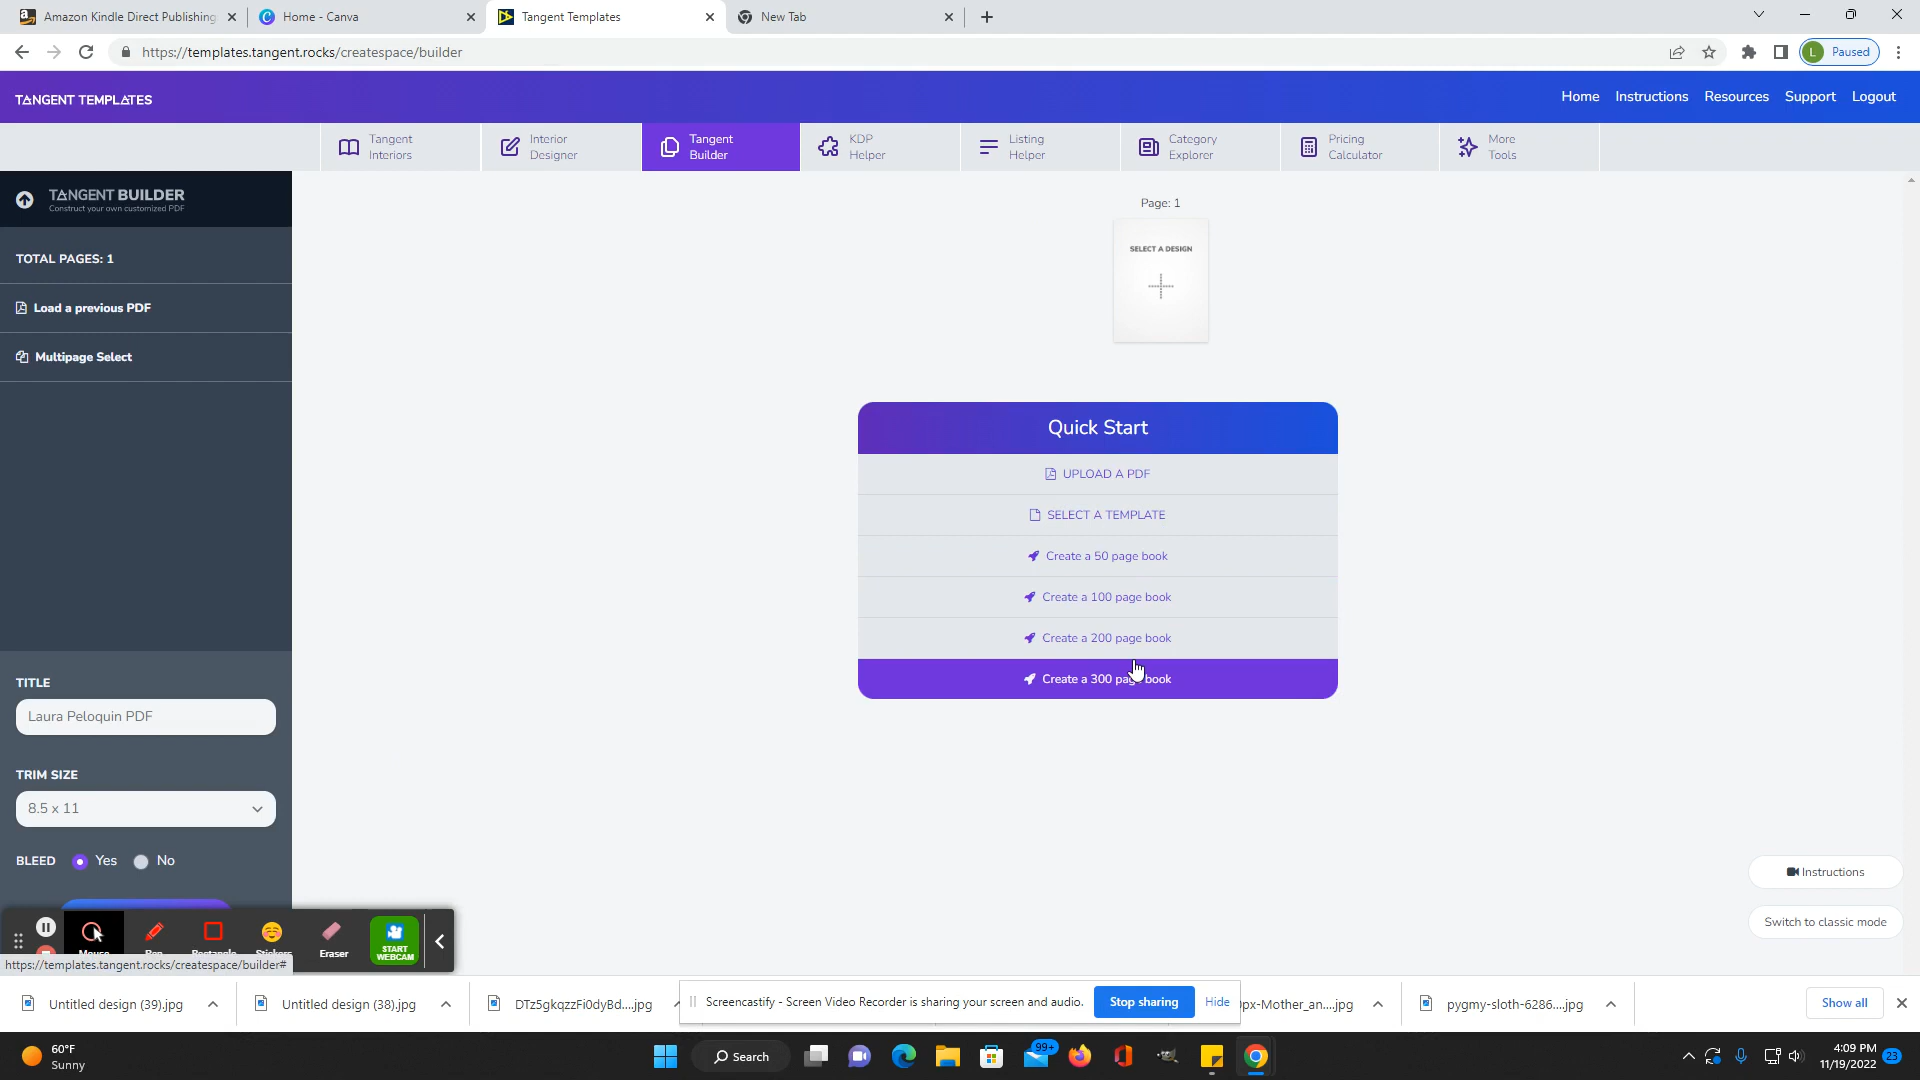 Amazon Kindle Direct Publishing
Home - Canva
Tangent Templates
New Tab
https://templates.tangent.rocks/createspace/builder
L Paused
TANGENT TEMPLATES
Home Instructions Resources Support Logout
Tangent
Interiors
Interior
Designer
Tangent
Builder
KDP
Helper
Listing
Helper
Category
Explorer
Pricing
Calculator
More
Tools
TANGENT BUILDER
Construct your own customized PDF
TOTAL PAGES: 1
Load a previous PDF
Multipage Select
Page: 1
SELECT A DESIGN
Quick Start
UPLOAD A PDF
SELECT A TEMPLATE
Create a 50 page book
Create a 100 page book
Create a 200 page book
Create a 300 page book
TITLE
Laura Peloquin PDF
TRIM SIZE
8.5 x 11
BLEED Yes No
Instructions
Switch to classic mode
Eraser
START
WEBCAM
https://templates.tangent.rocks/createspace/builder#
Untitled design (39).jpg
Untitled design (38).jpg
DTz5gkqzzFi0dyBd....jpg
Screencastify - Screen Video Recorder is sharing your screen and audio.
Stop sharing
Hide
px-Mother_an....jpg
pygmy-sloth-6286....jpg
Show all
60°F
Sunny
Search
99+
4:09 PM
11/19/2022
23